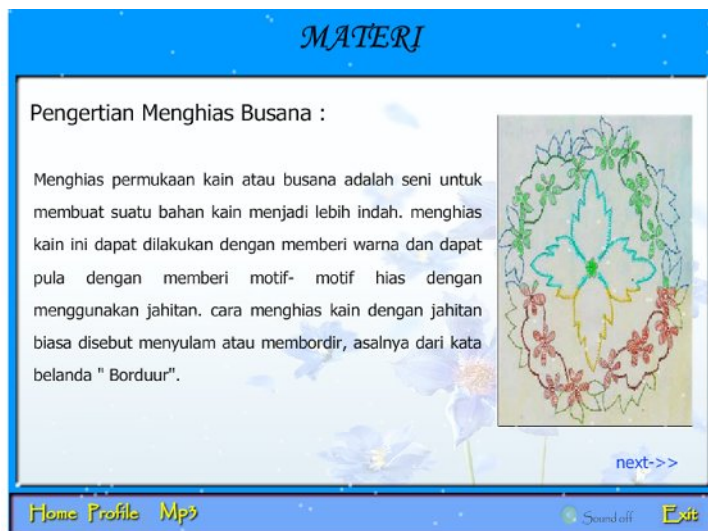 MATERI
Pengertian Menghias Busana :
Menghias permukaan kain atau busana adalah seni untuk
membuat suatu bahan kain menjadi lebih indah. menghias
kain ini dapat dilakukan dengan memberi warna dan dapat
pula dengan memberi motif- motif hias dengan
menggunakan jahitan. cara menghias kain dengan jahitan
biasa disebut menyulam atau membordir, asalnya dari kata
belanda " Borduur".
next->>
Home Profile Mp3 Sound off Exit